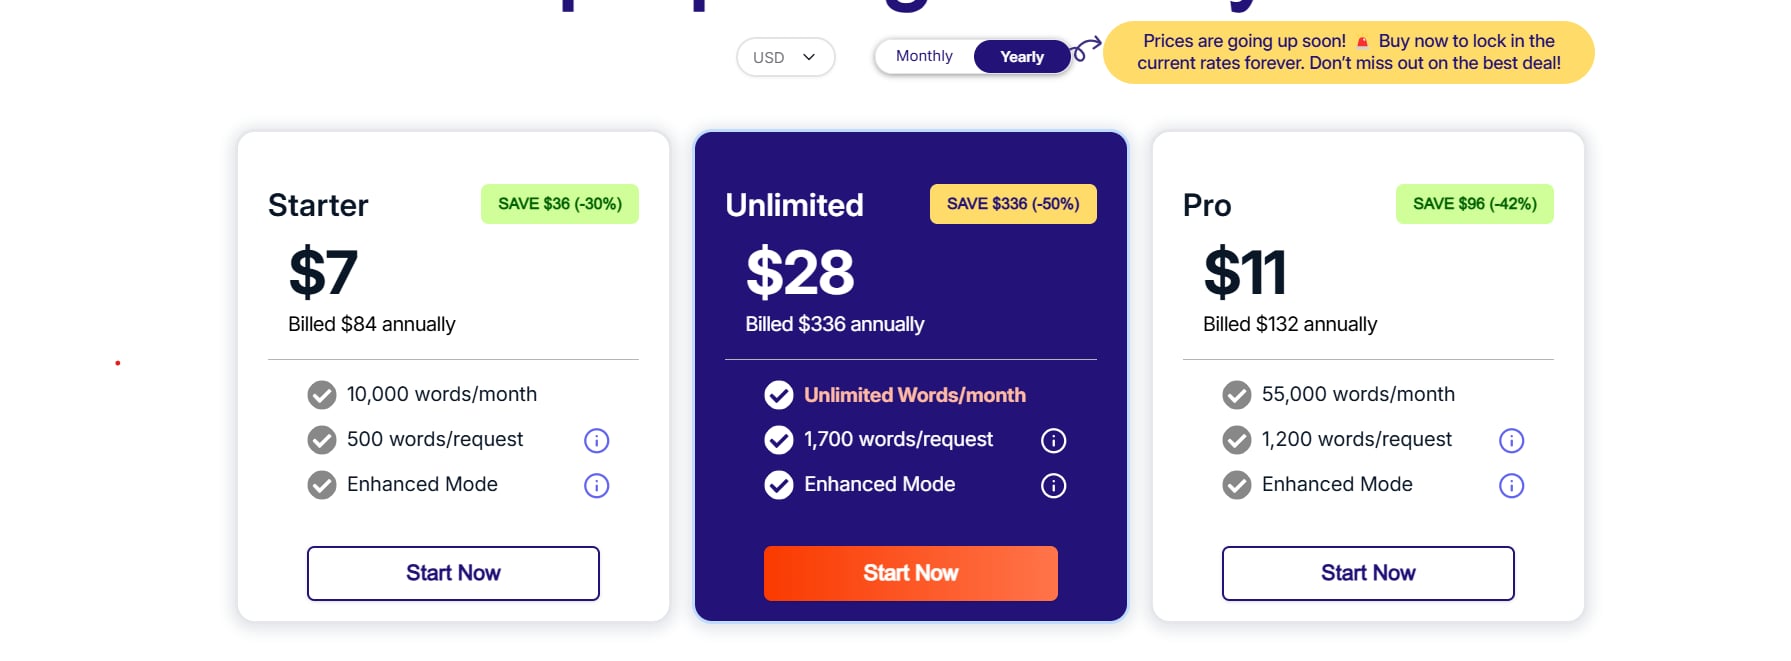 USD
Monthly
Yearly
Prices are going up soon! 🚨 Buy now to lock in the
current rates forever. Don't miss out on the best deal!
Starter
SAVE $36 (-30%)
$7
Billed $84 annually
10,000 words/month
500 words/request
Enhanced Mode
Start Now
Unlimited
SAVE $336 (-50%)
$28
Billed $336 annually
Unlimited Words/month
1,700 words/request
Enhanced Mode
Start Now
Pro
SAVE $96 (-42%)
$11
Billed $132 annually
55,000 words/month
1,200 words/request
Enhanced Mode
Start Now